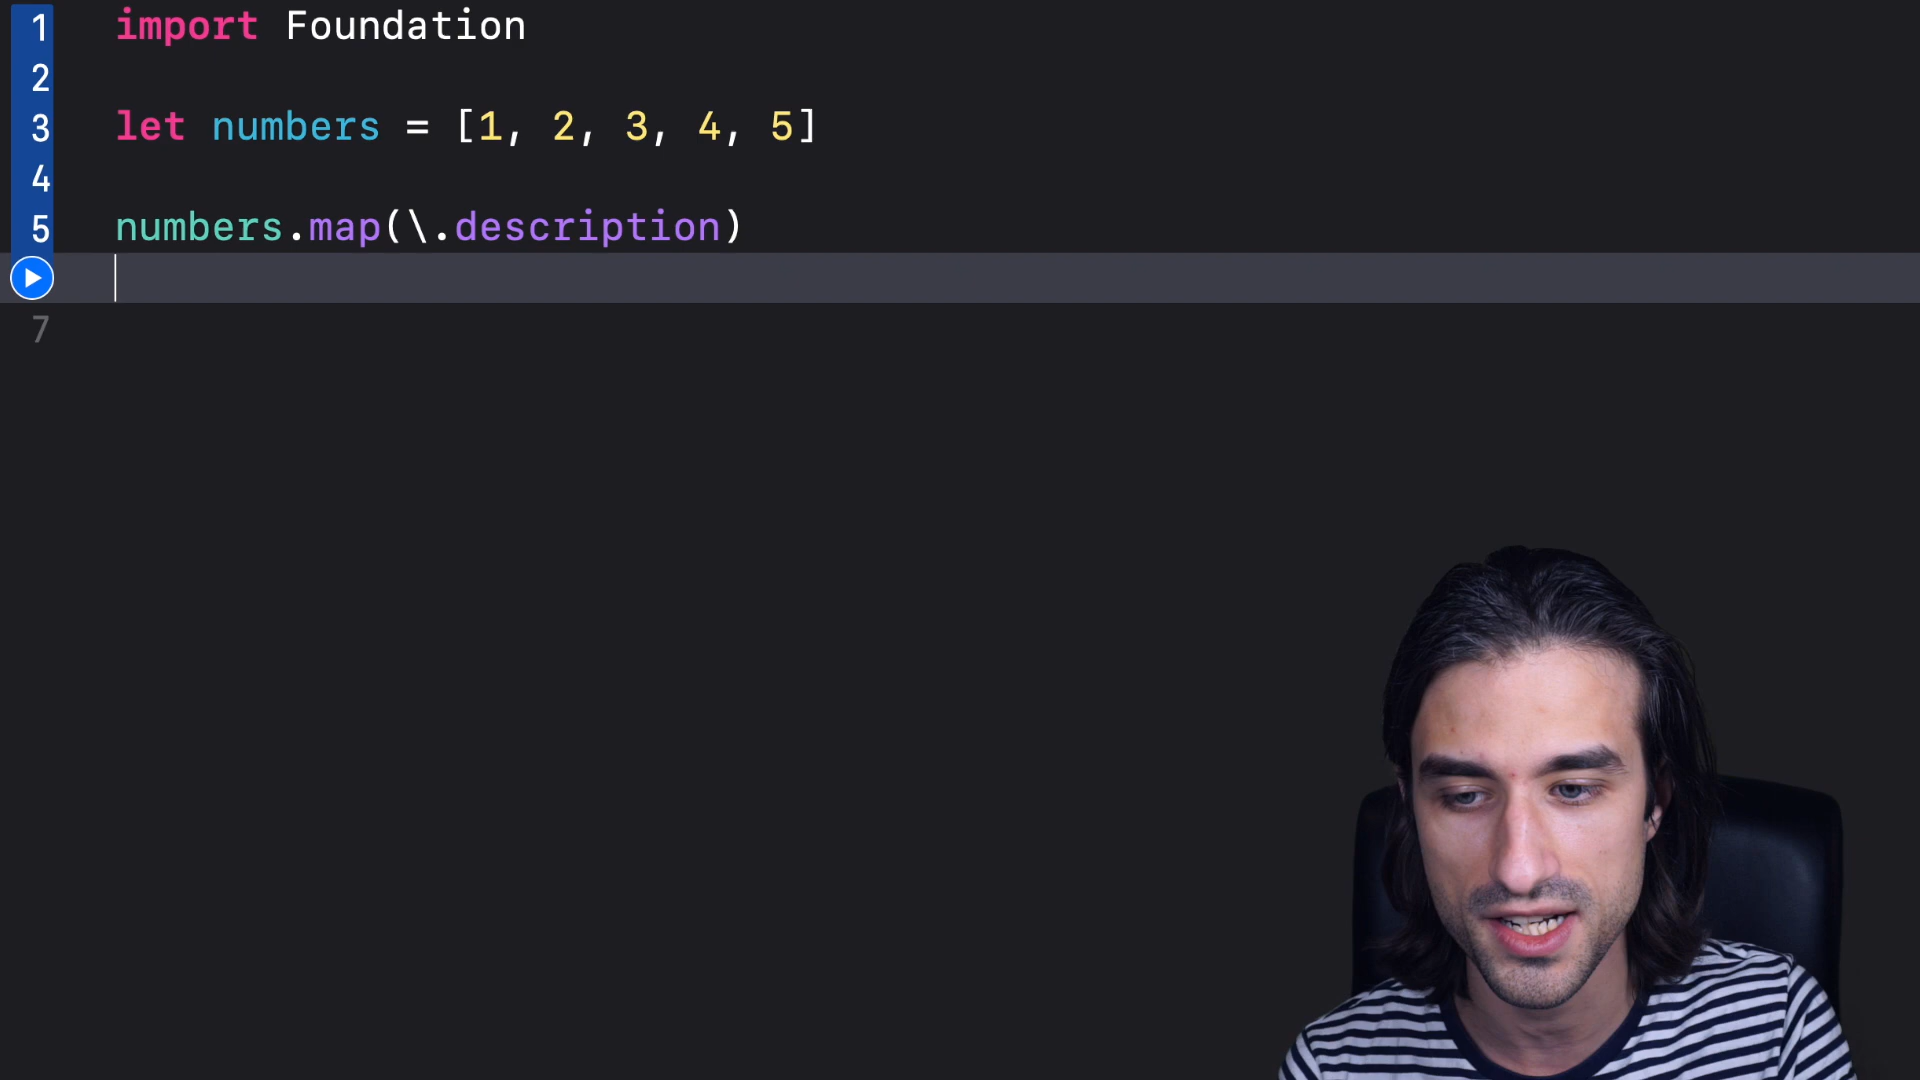 1 import Foundation
2
3 let numbers = [1, 2, 3, 4, 5]
4
5 numbers.map(\.description)
7